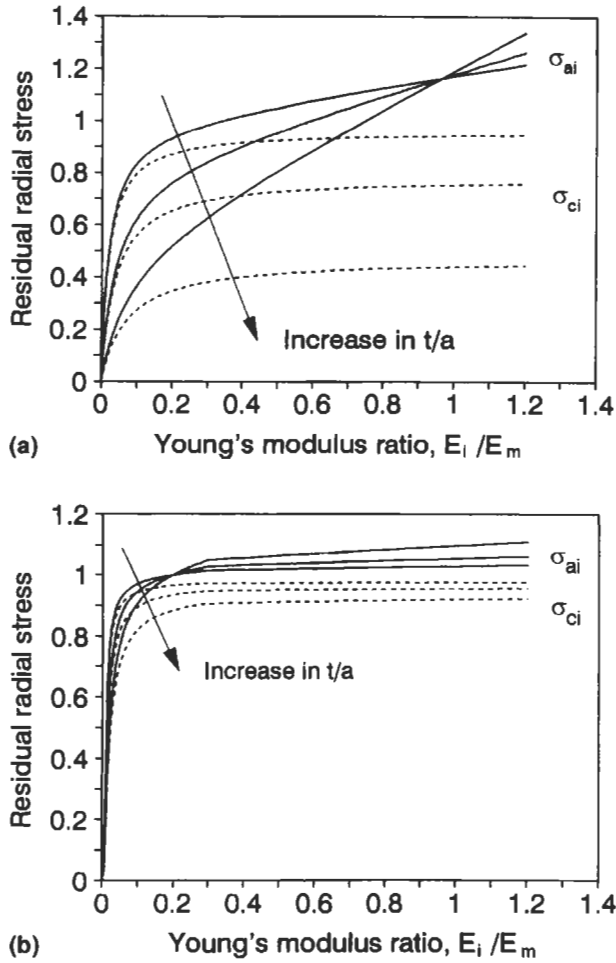 1.4
1.2
1
0.8
0.6
0.4
0.2
0
Residual radial stress
σai
σci
Increase in t/a
0 0.2 0.4 0.6 0.8 1 1.2 1.4
(a) Young's modulus ratio, Ei /Em
1.2
1
0.8
0.6
0.4
0.2
0
Residual radial stress
σai
σci
Increase in t/a
0 0.2 0.4 0.6 0.8 1 1.2 1.4
(b) Young's modulus ratio, Ei /Em